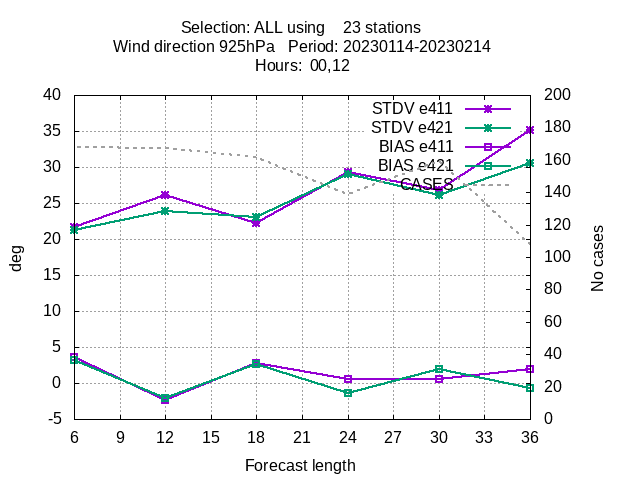 Selection: ALL using    23 stations
Wind direction 925hPa   Period: 20230114-20230214
Hours:  00,12
40
35
30
25
20
15
10
5
0
-5
200
180
160
140
120
100
80
60
40
20
0
STDV e411
STDV e421
BIAS e411
BIAS e421
CASES
deg
No cases
6 9 12 15 18 21 24 27 30 33 36
Forecast length